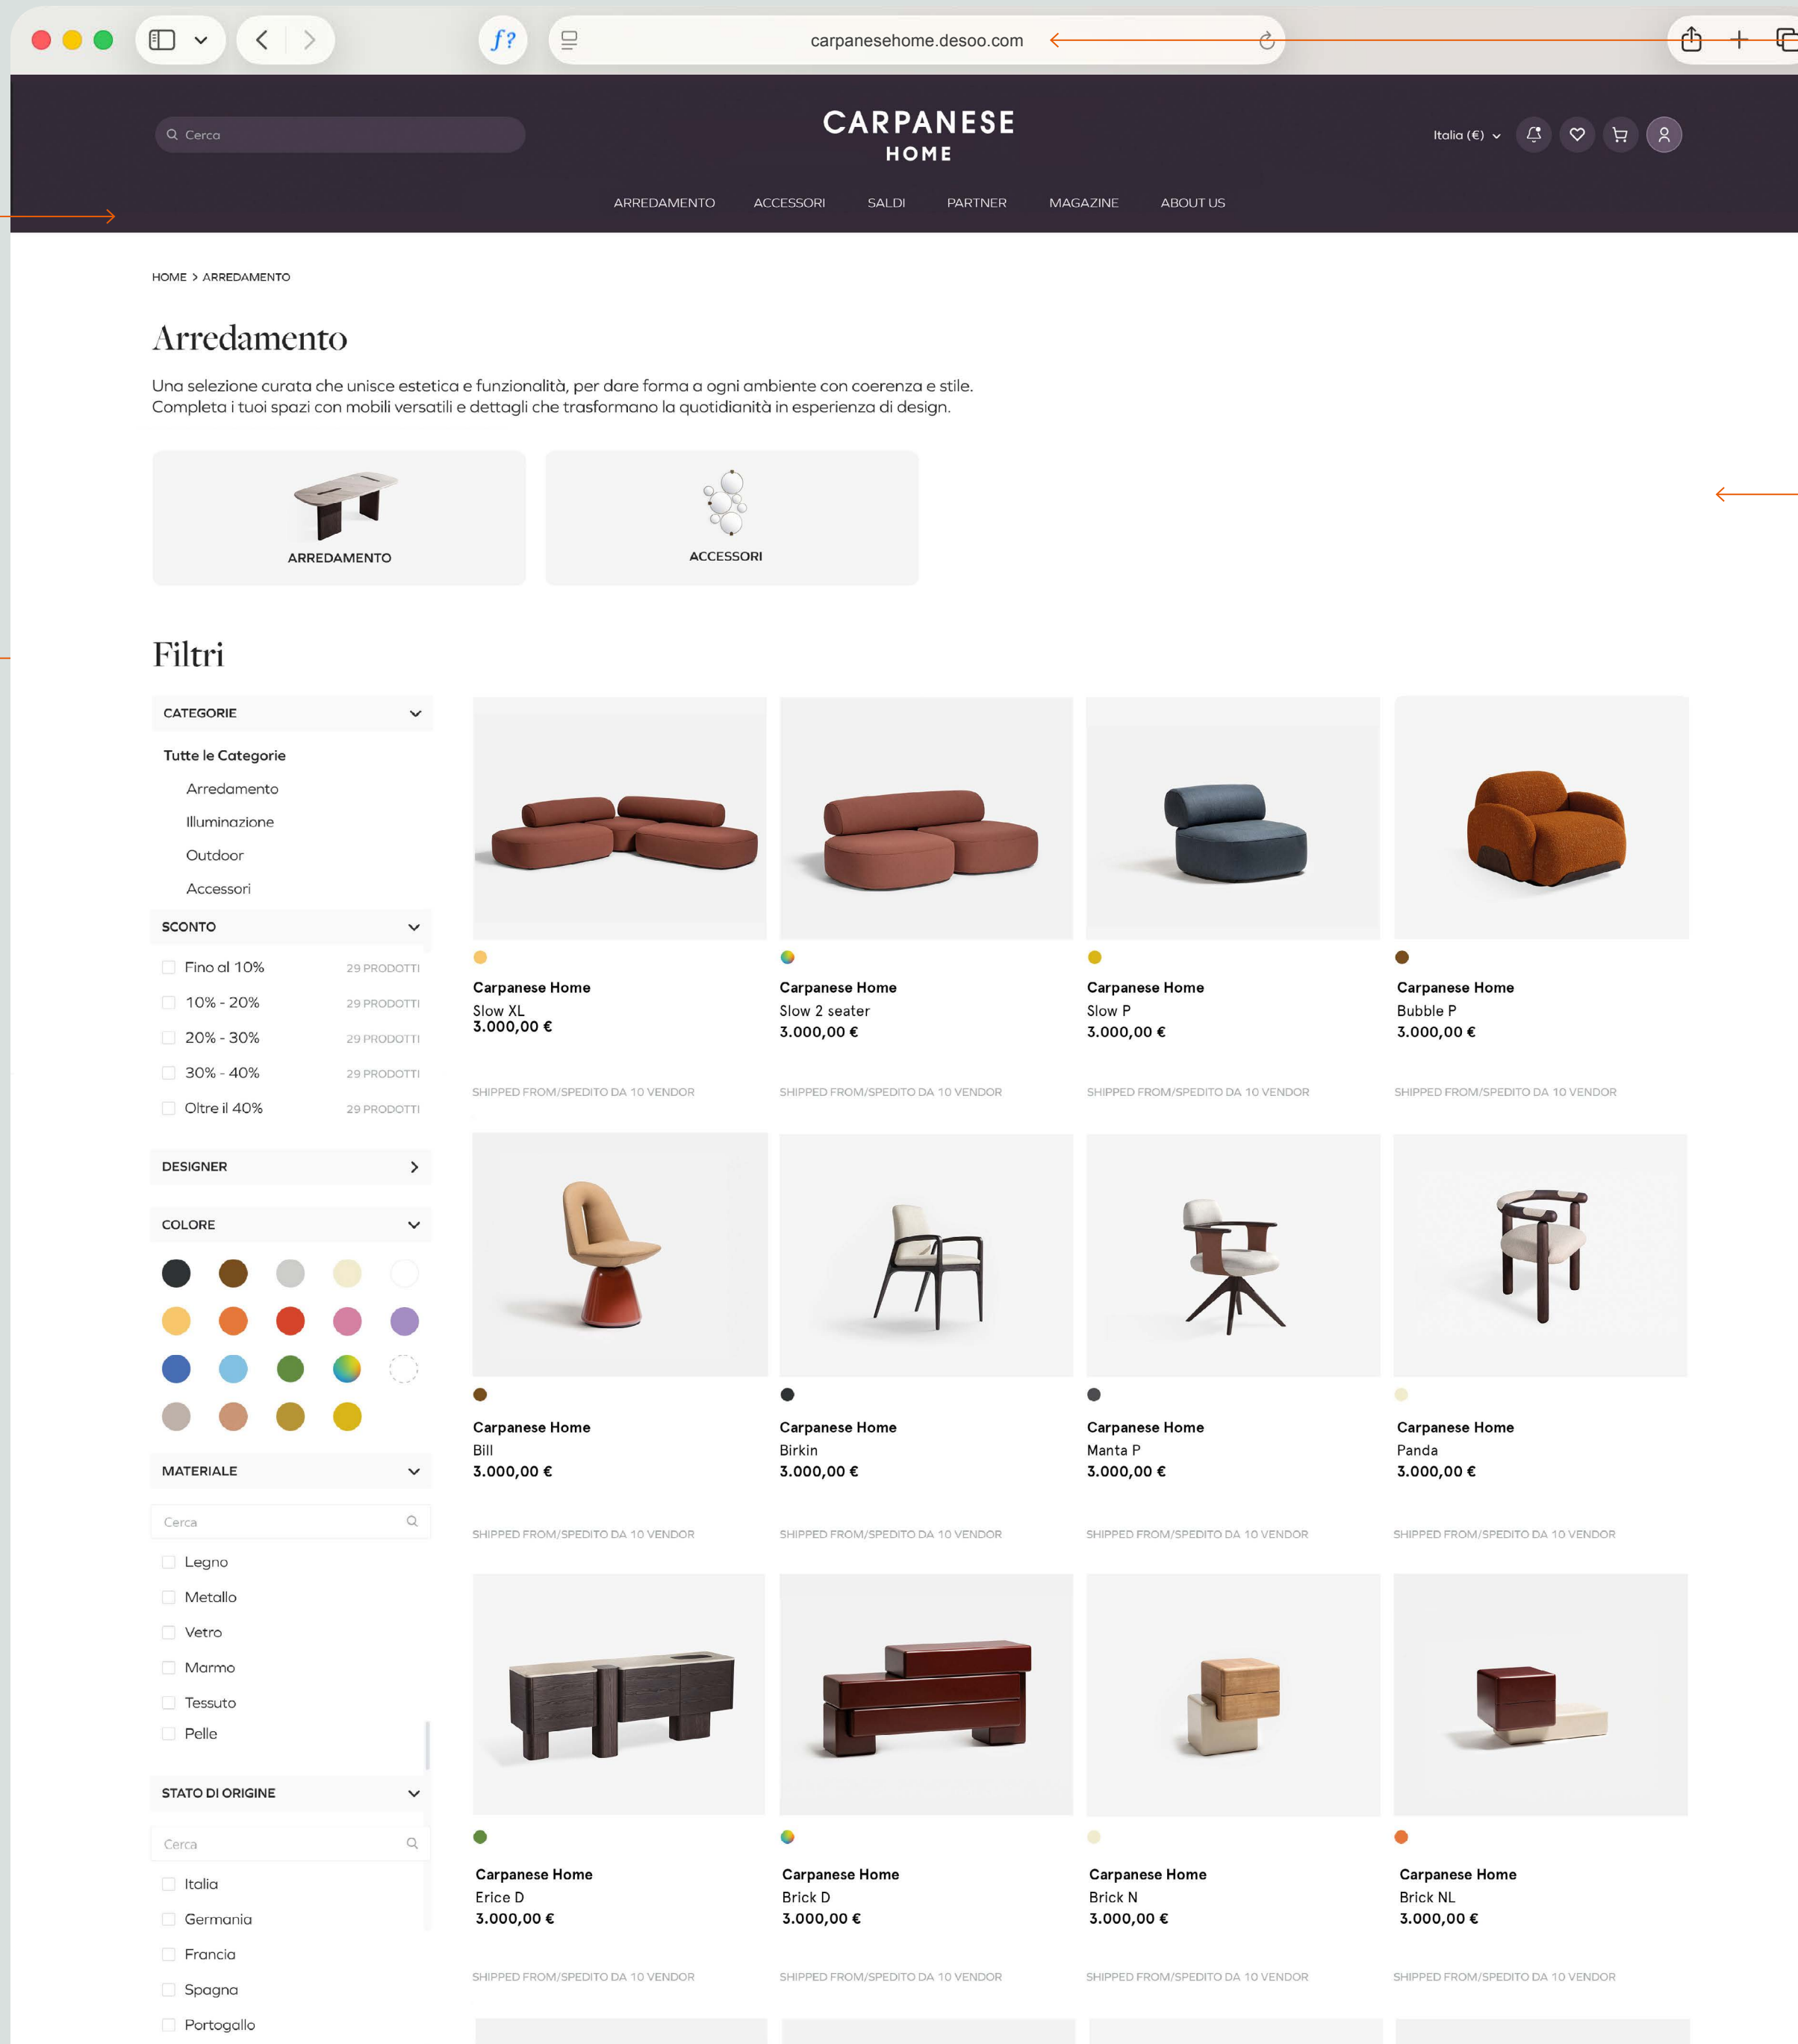 f?
carpanesehome.desoo.com
Cerca
CARPANESE
HOME
Italia (€)
ARREDAMENTO ACCESSORI SALDI PARTNER MAGAZINE ABOUT US
HOME > ARREDAMENTO
Arredamento
Una selezione curata che unisce estetica e funzionalità, per dare forma a ogni ambiente con coerenza e stile.
Completa i tuoi spazi con mobili versatili e dettagli che trasformano la quotidianità in esperienza di design.
ARREDAMENTO
ACCESSORI
Filtri
CATEGORIE
Tutte le Categorie
Arredamento
Illuminazione
Outdoor
Accessori
SCONTO
Fino al 10% 29 PRODOTTI
10% - 20% 29 PRODOTTI
20% - 30% 29 PRODOTTI
30% - 40% 29 PRODOTTI
Oltre il 40% 29 PRODOTTI
DESIGNER
COLORE
MATERIALE
Cerca
Legno
Metallo
Vetro
Marmo
Tessuto
Pelle
STATO DI ORIGINE
Cerca
Italia
Germania
Francia
Spagna
Portogallo
Carpanese Home
Slow XL
3.000,00 €
SHIPPED FROM/SPEDITO DA 10 VENDOR
Carpanese Home
Slow 2 seater
3.000,00 €
SHIPPED FROM/SPEDITO DA 10 VENDOR
Carpanese Home
Slow P
3.000,00 €
SHIPPED FROM/SPEDITO DA 10 VENDOR
Carpanese Home
Bubble P
3.000,00 €
SHIPPED FROM/SPEDITO DA 10 VENDOR
Carpanese Home
Bill
3.000,00 €
SHIPPED FROM/SPEDITO DA 10 VENDOR
Carpanese Home
Birkin
3.000,00 €
SHIPPED FROM/SPEDITO DA 10 VENDOR
Carpanese Home
Manta P
3.000,00 €
SHIPPED FROM/SPEDITO DA 10 VENDOR
Carpanese Home
Panda
3.000,00 €
SHIPPED FROM/SPEDITO DA 10 VENDOR
Carpanese Home
Erice D
3.000,00 €
SHIPPED FROM/SPEDITO DA 10 VENDOR
Carpanese Home
Brick D
3.000,00 €
SHIPPED FROM/SPEDITO DA 10 VENDOR
Carpanese Home
Brick N
3.000,00 €
SHIPPED FROM/SPEDITO DA 10 VENDOR
Carpanese Home
Brick NL
3.000,00 €
SHIPPED FROM/SPEDITO DA 10 VENDOR